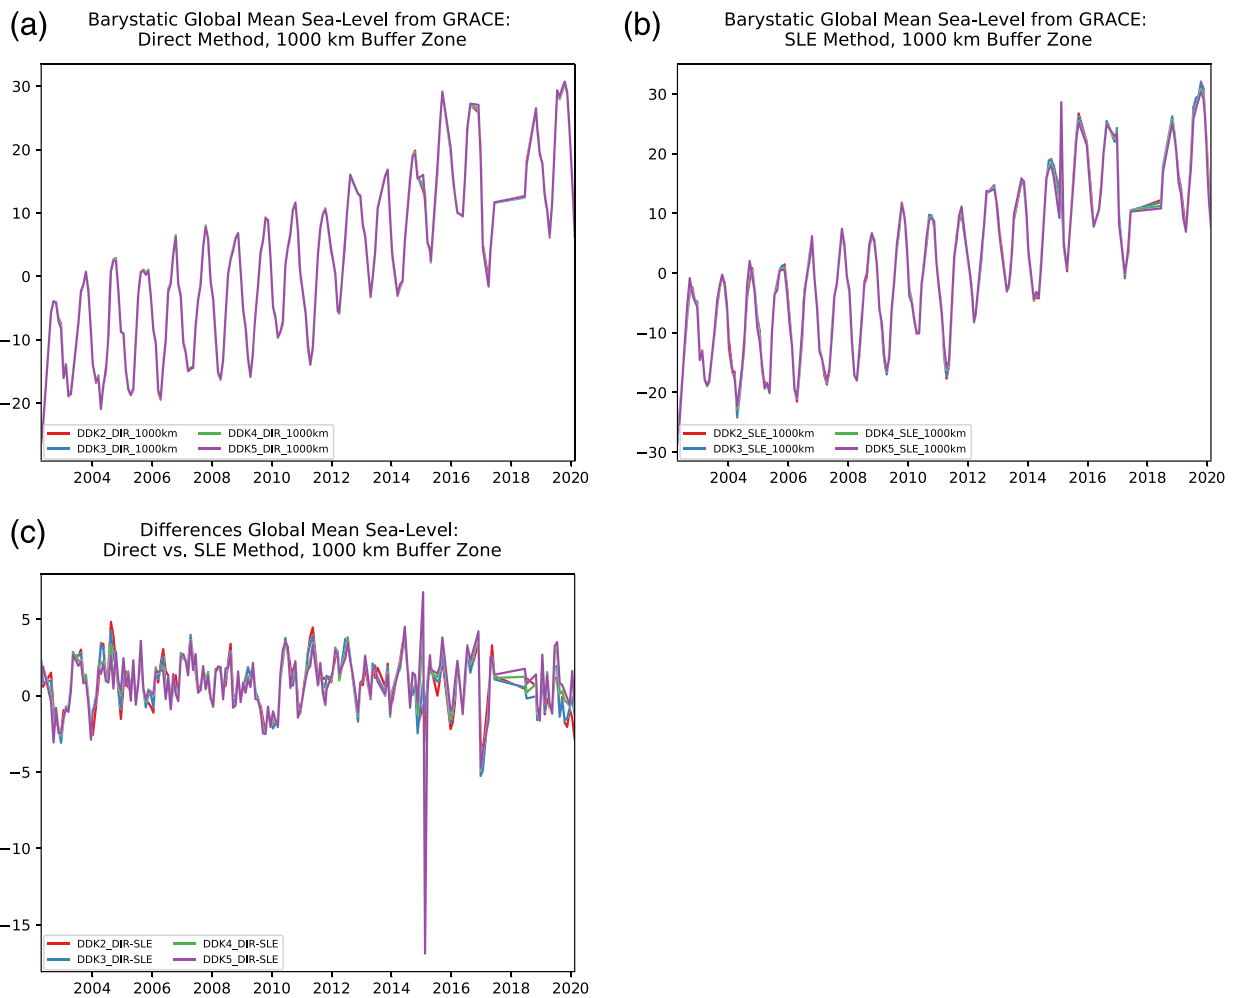 (a)
Barystatic Global Mean Sea-Level from GRACE:
Direct Method, 1000 km Buffer Zone
30
20
10
0
−10
−20
DDK2_DIR_1000km
DDK3_DIR_1000km
DDK4_DIR_1000km
DDK5_DIR_1000km
2004 2006 2008 2010 2012 2014 2016 2018 2020
(b)
Barystatic Global Mean Sea-Level from GRACE:
SLE Method, 1000 km Buffer Zone
30
20
10
0
−10
−20
−30
DDK2_SLE_1000km
DDK3_SLE_1000km
DDK4_SLE_1000km
DDK5_SLE_1000km
2004 2006 2008 2010 2012 2014 2016 2018 2020
(c)
Differences Global Mean Sea-Level:
Direct vs. SLE Method, 1000 km Buffer Zone
5
0
−5
−10
−15
DDK2_DIR-SLE
DDK3_DIR-SLE
DDK4_DIR-SLE
DDK5_DIR-SLE
2004 2006 2008 2010 2012 2014 2016 2018 2020